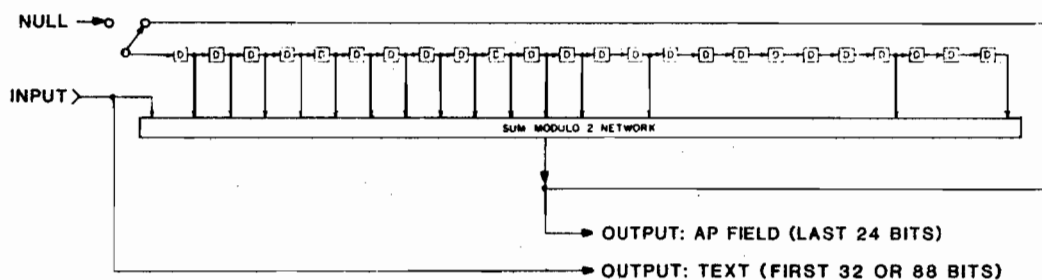 NULL
D D D D D D D D D D D D D D D D D D D D D D D D
INPUT
SUM MODULO 2 NETWORK
OUTPUT: AP FIELD (LAST 24 BITS)
OUTPUT: TEXT (FIRST 32 OR 88 BITS)